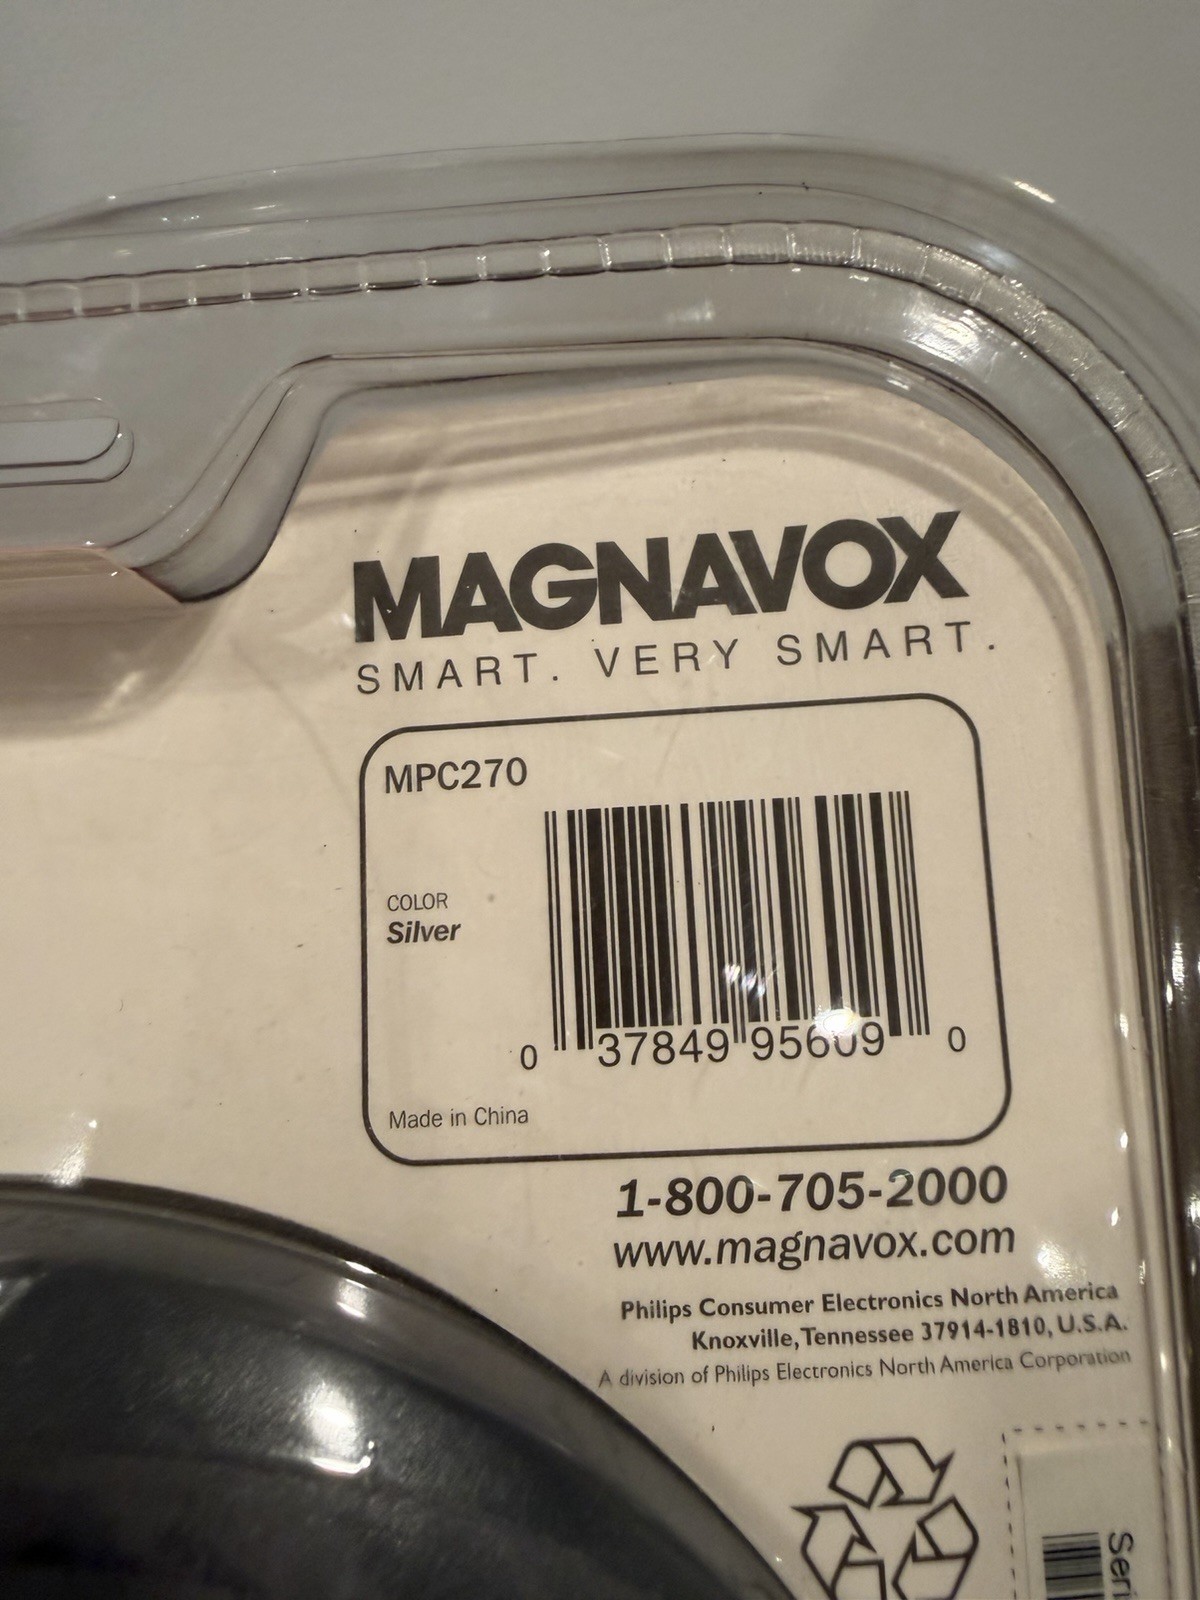 MAGNAVOX
SMART. VERY SMART.
MPC270
COLOR
Silver
0 37849 95609 0
Made in China
1-800-705-2000
www.magnavox.com
Philips Consumer Electronics North America
Knoxville, Tennessee 37914-1810, U.S.A.
A division of Philips Electronics North America Corporation